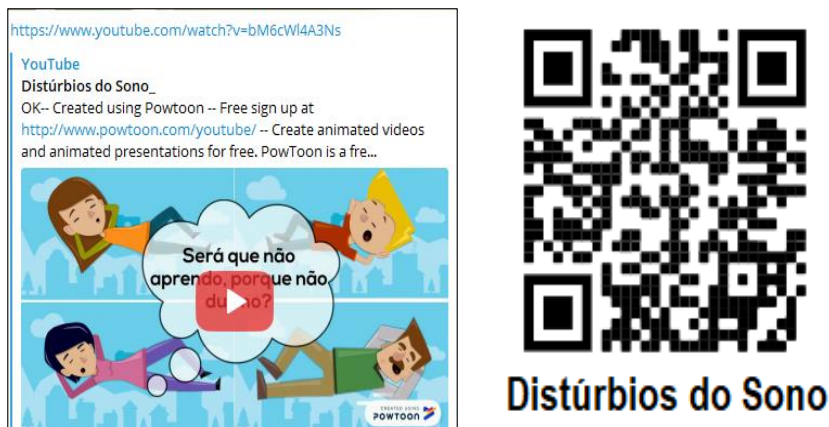 https://www.youtube.com/watch?v=bM6cWl4A3Ns
YouTube
Distúrbios do Sono_
OK-- Created using Powtoon -- Free sign up at
http://www.powtoon.com/youtube/ -- Create animated videos
and animated presentations for free. PowToon is a fre...
Será que não
aprendo, porque não
durmo?
CREATED USING
POWTOON
Distúrbios do Sono